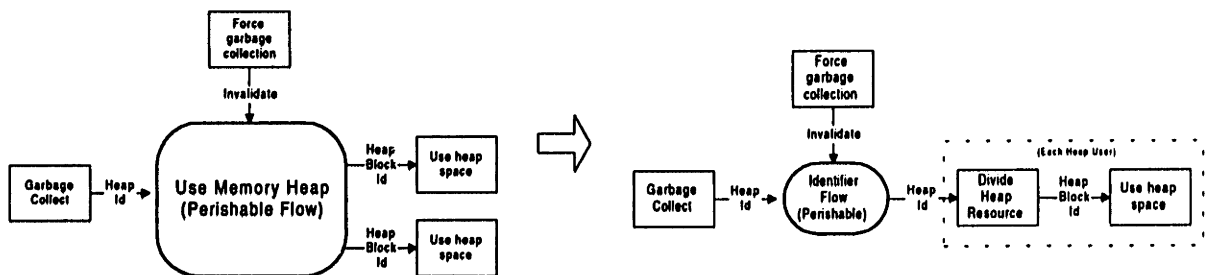 Force
garbage
collection
Invalidate
Garbage
Collect
Heap
Id
Use Memory Heap
(Perishable Flow)
Heap
Block
Id
Use heap
space
Heap
Block
Id
Use heap
space
Force
garbage
collection
Invalidate
Garbage
Collect
Heap
Id
Identifier
Flow
(Perishable)
Heap
Id
(Each Heap User)
Divide
Heap
Resource
Heap
Block
Id
Use heap
space